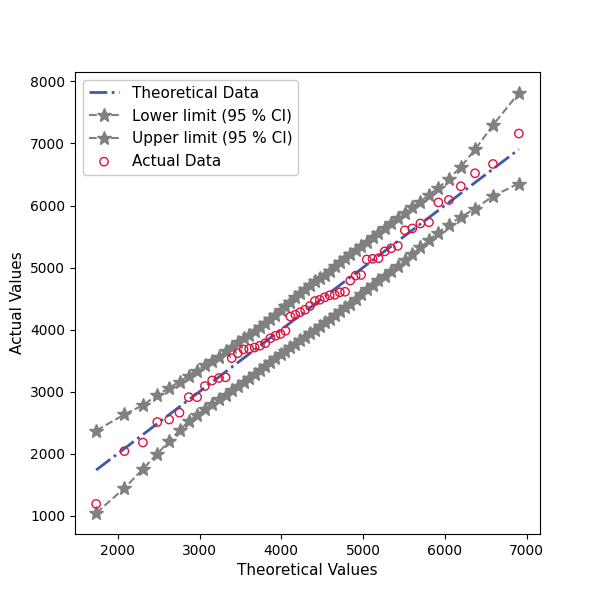 Theoretical Data
Lower limit (95 % CI)
Upper limit (95 % CI)
Actual Data
8000
7000
6000
5000
4000
3000
2000
1000
Actual Values
2000 3000 4000 5000 6000 7000
Theoretical Values